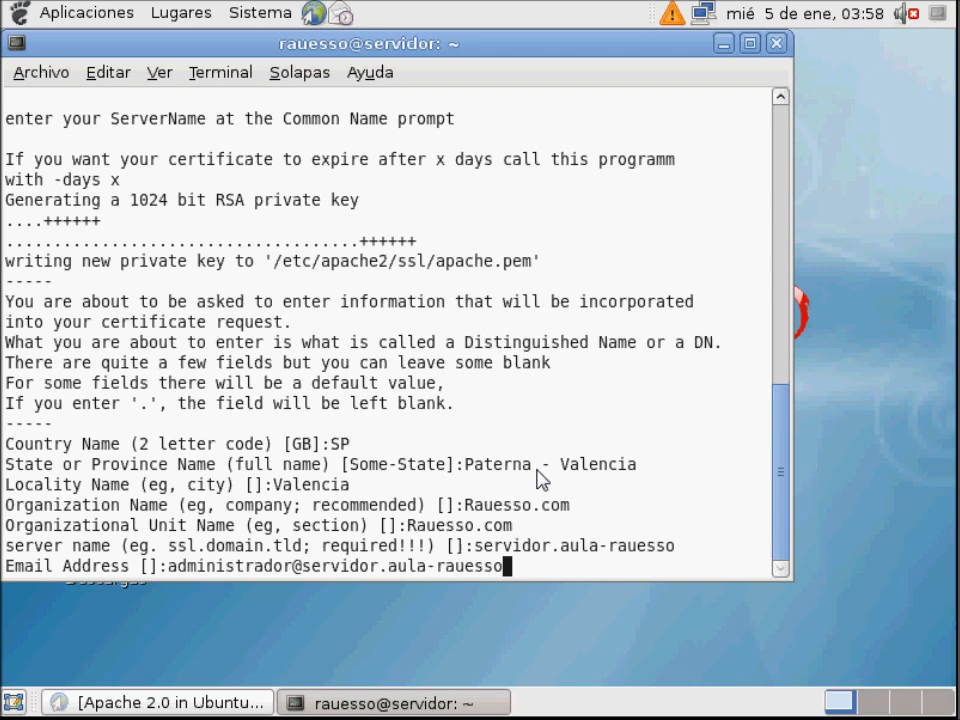 Aplicaciones Lugares Sistema mié 5 de ene, 03:58
rauesso@servidor: ~
Archivo Editar Ver Terminal Solapas Ayuda
enter your ServerName at the Common Name prompt
If you want your certificate to expire after x days call this programm
with -days x
Generating a 1024 bit RSA private key
....++++++
.....................................++++++
writing new private key to '/etc/apache2/ssl/apache.pem'
-----
You are about to be asked to enter information that will be incorporated
into your certificate request.
What you are about to enter is what is called a Distinguished Name or a DN.
There are quite a few fields but you can leave some blank
For some fields there will be a default value,
If you enter '.', the field will be left blank.
-----
Country Name (2 letter code) [GB]:SP
State or Province Name (full name) [Some-State]:Paterna - Valencia
Locality Name (eg, city) []:Valencia
Organization Name (eg, company; recommended) []:Rauesso.com
Organizational Unit Name (eg, section) []:Rauesso.com
server name (eg. ssl.domain.tld; required!!!) []:servidor.aula-rauesso
Email Address []:administrador@servidor.aula-rauesso
[Apache 2.0 in Ubuntu... rauesso@servidor: ~